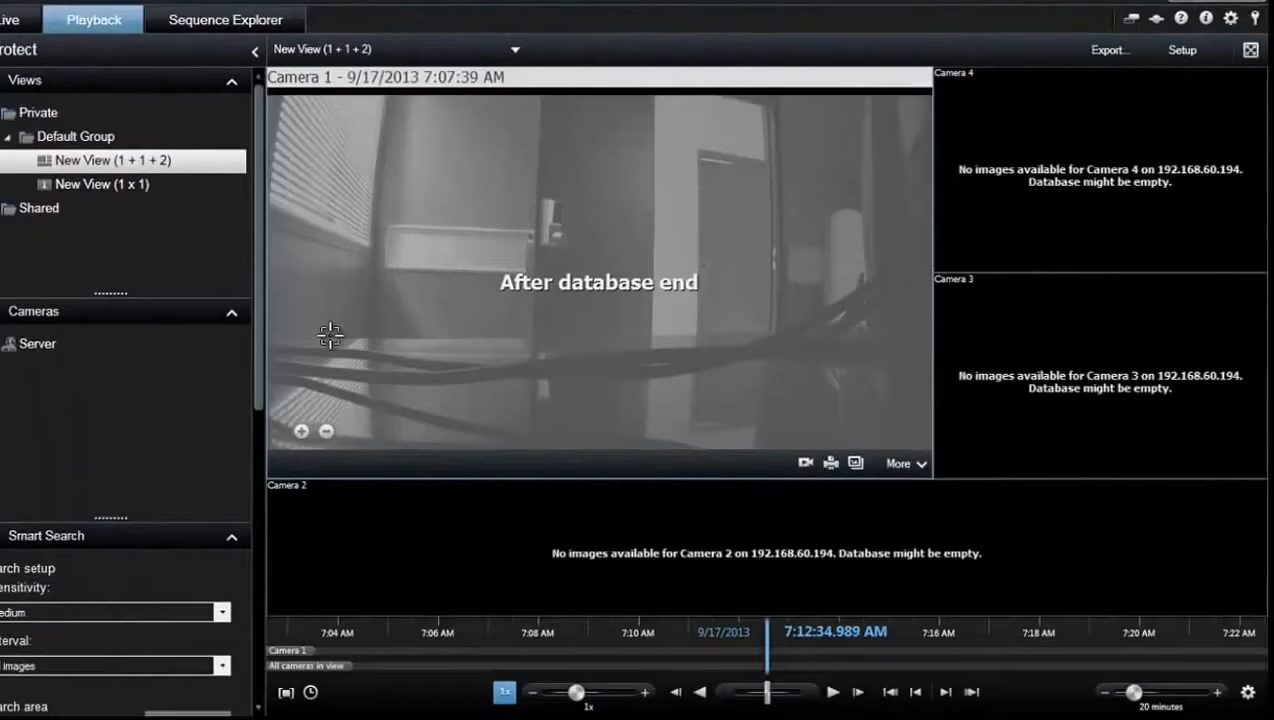 ive
Playback
Sequence Explorer
rotect
New View (1 + 1 + 2)
Export...
Setup
Views
Private
Default Group
New View (1 + 1 + 2)
New View (1 x 1)
Shared
Cameras
Server
Smart Search
arch setup
ensitivity:
edium
terval:
images
arch area
Camera 1 - 9/17/2013 7:07:39 AM
After database end
More
Camera 4
No images available for Camera 4 on 192.168.60.194.
Database might be empty.
Camera 3
No images available for Camera 3 on 192.168.60.194.
Database might be empty.
Camera 2
No images available for Camera 2 on 192.168.60.194. Database might be empty.
7:04 AM
7:06 AM
7:08 AM
7:10 AM
9/17/2013
7:12:34.989 AM
7:16 AM
7:18 AM
7:20 AM
7:22 AM
Camera 1
All cameras in view
1x
1x
20 minutes